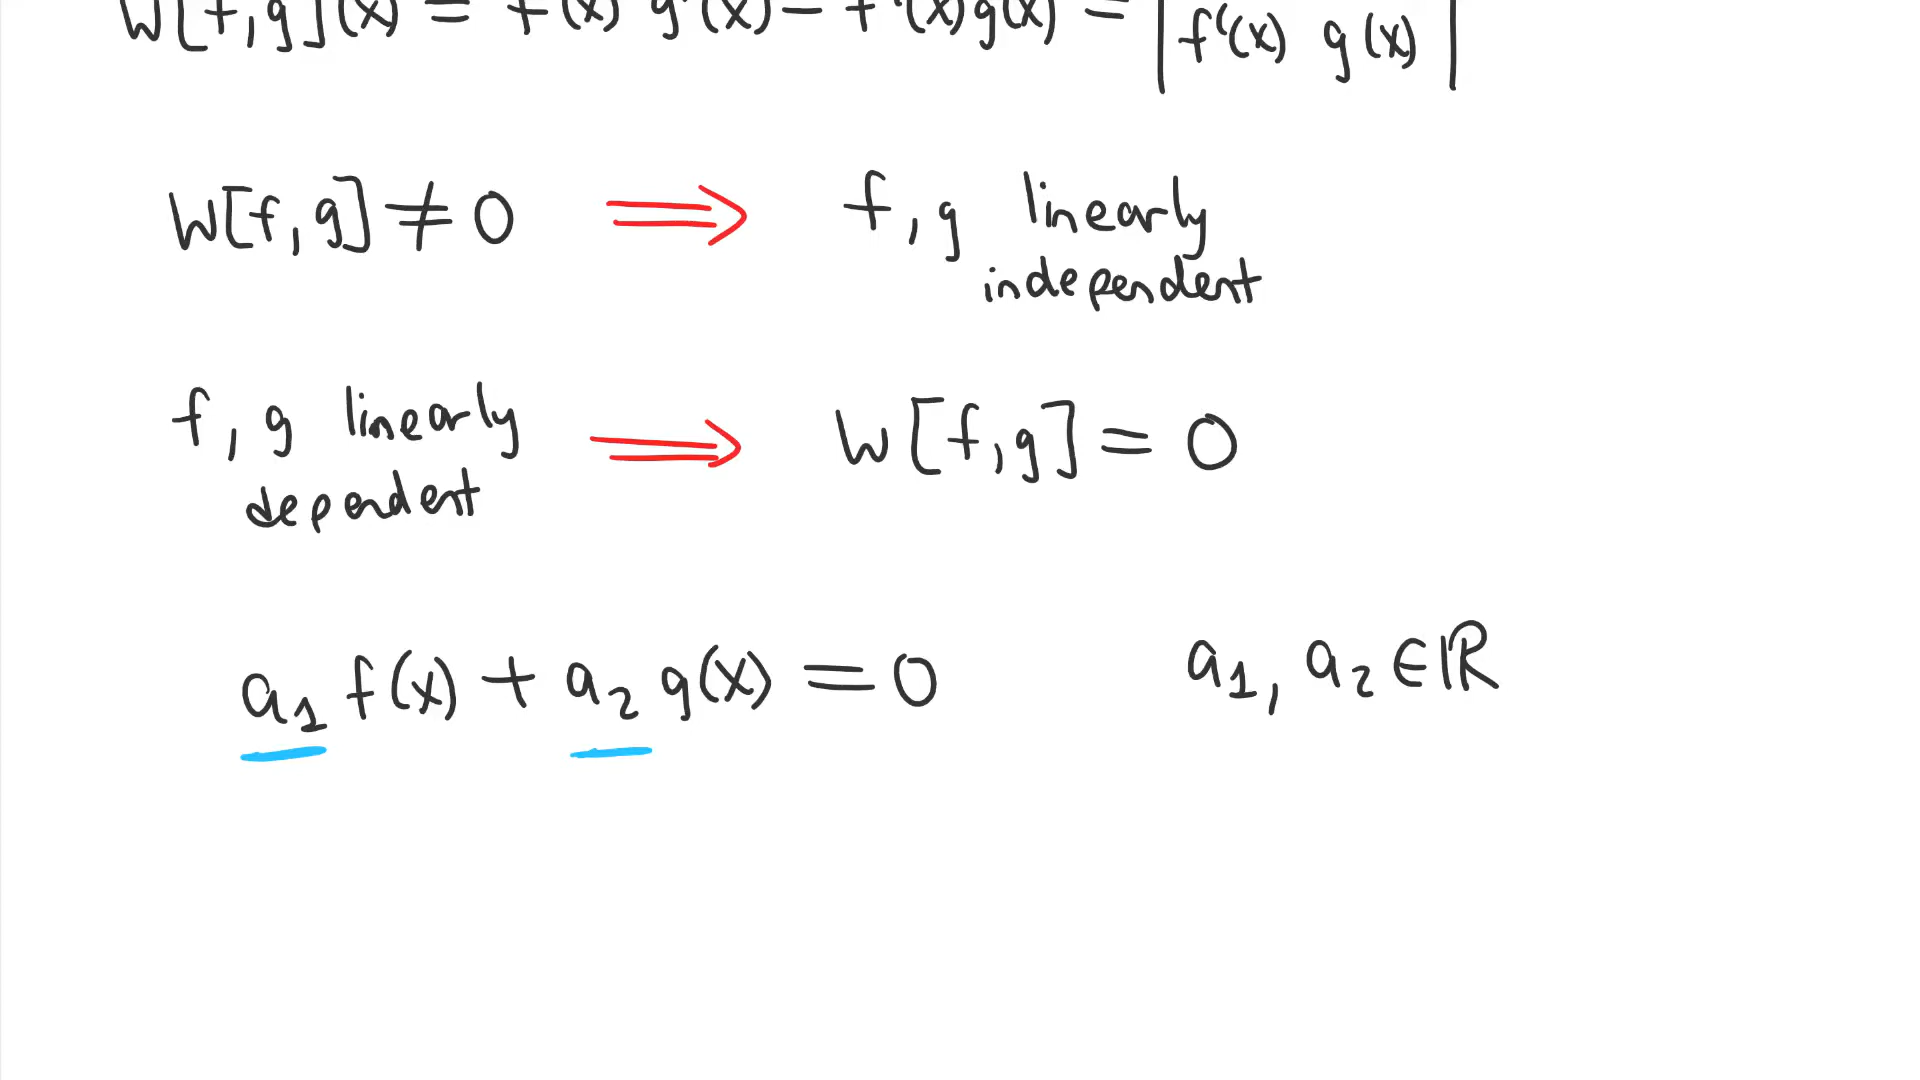 W[f,g](x) = f(x) g'(x) - f'(x)g(x) = | f'(x) g(x) |
W[f,g] ≠ 0 ⟹ f, g linearly
independent
f, g linearly ⟹ W[f,g] = 0
dependent
a₁ f(x) + a₂ g(x) = 0 a₁, a₂ ∈ ℝ